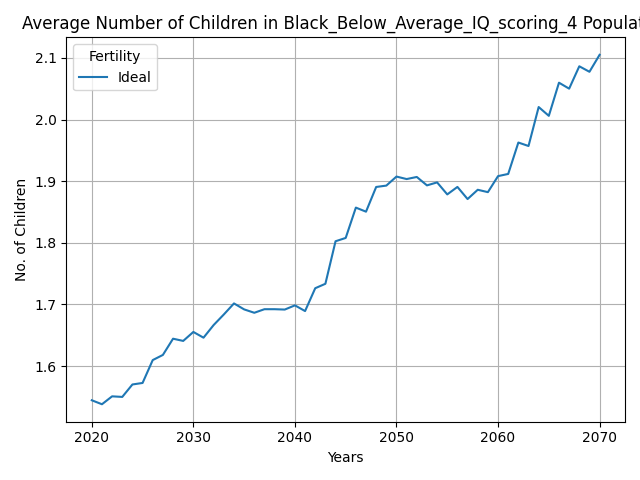 Average Number of Children in Black_Below_Average_IQ_scoring_4 Populat
Fertility
Ideal
No. of Children
2.1
2.0
1.9
1.8
1.7
1.6
2020 2030 2040 2050 2060 2070
Years